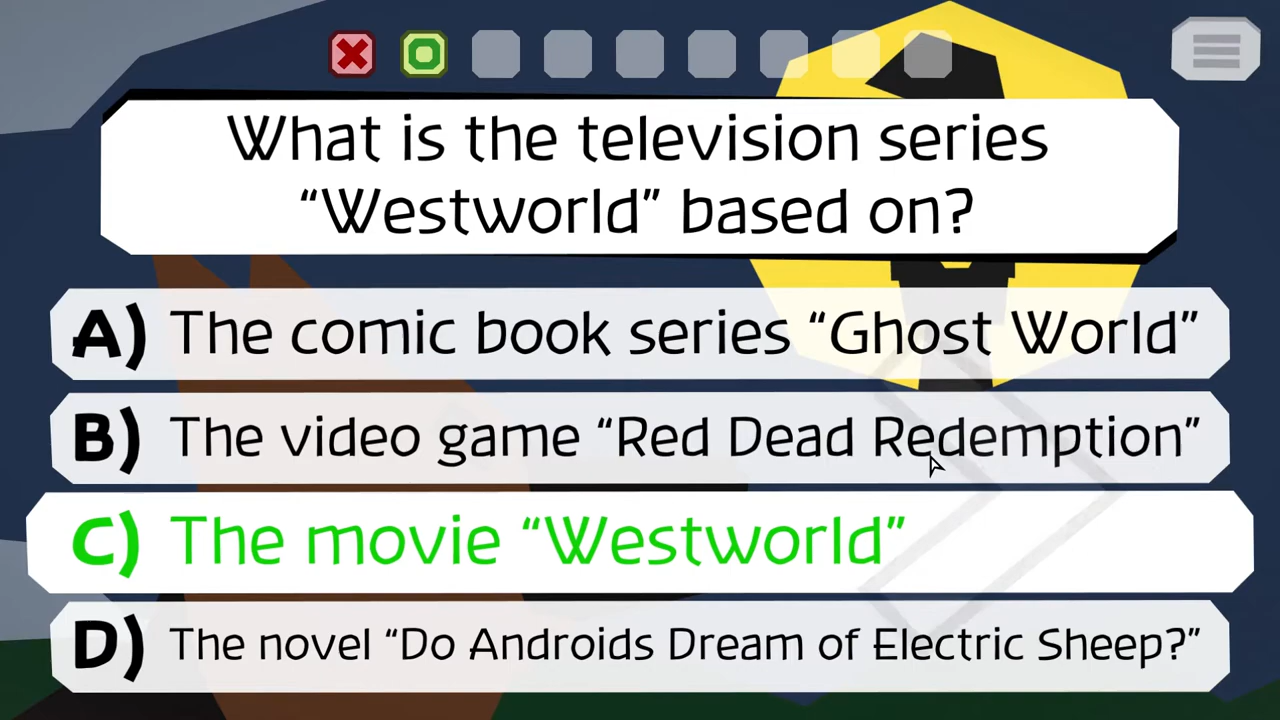 What is the television series
“Westworld” based on?
A) The comic book series “Ghost World”
B) The video game “Red Dead Redemption”
C) The movie “Westworld”
D) The novel “Do Androids Dream of Electric Sheep?”